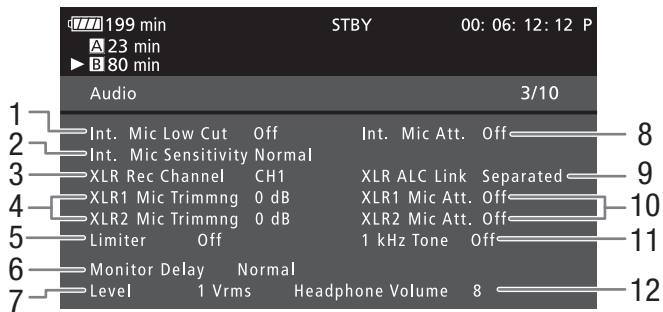 199 min STBY 00: 06: 12: 12 P
A 23 min
B 80 min
Audio 3/10
1 Int. Mic Low Cut Off Int. Mic Att. Off 8
2 Int. Mic Sensitivity Normal
3 XLR Rec Channel CH1 XLR ALC Link Separated 9
4 XLR1 Mic Trimmng 0 dB XLR1 Mic Att. Off 10
XLR2 Mic Trimmng 0 dB XLR2 Mic Att. Off
5 Limiter Off 1 kHz Tone Off 11
6 Monitor Delay Normal
7 Level 1 Vrms Headphone Volume 8 12